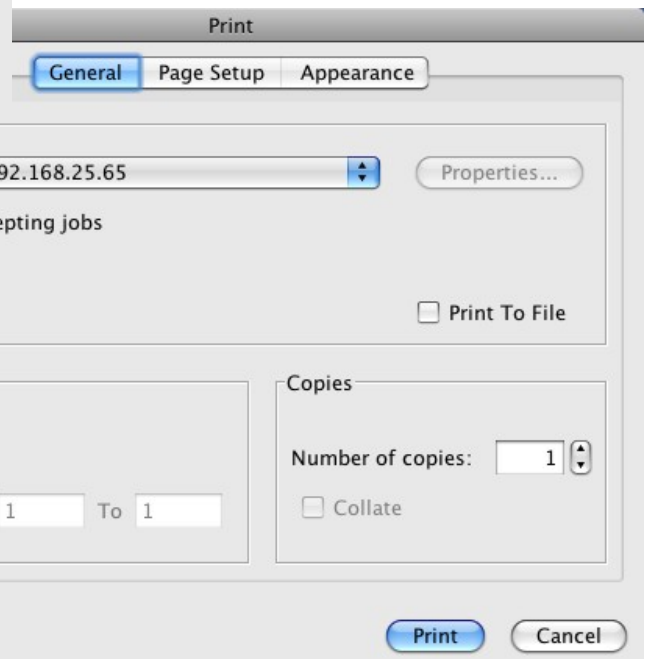 Print
General Page Setup Appearance
92.168.25.65 Properties...
epting jobs
Print To File
Copies
Number of copies: 1
1 To 1 Collate
Print Cancel